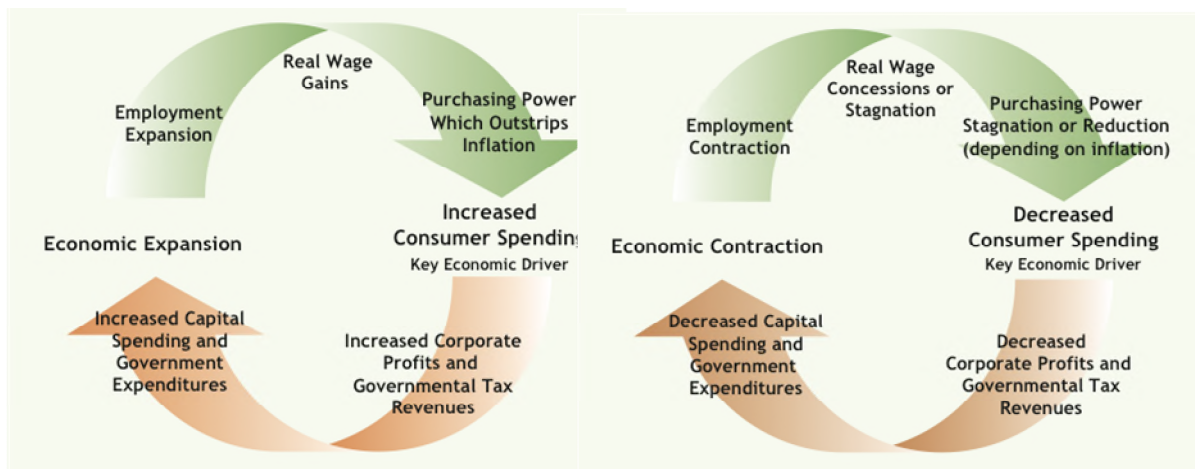 Real Wage
Gains
Employment
Expansion
Purchasing Power
Which Outstrips
Inflation
Increased
Consumer Spending
Key Economic Driver
Economic Expansion
Increased Capital
Spending and
Government
Expenditures
Increased Corporate
Profits and
Governmental Tax
Revenues
Real Wage
Concessions or
Stagnation
Employment
Contraction
Purchasing Power
Stagnation or Reduction
(depending on inflation)
Decreased
Consumer Spending
Key Economic Driver
Economic Contraction
Decreased Capital
Spending and
Government
Expenditures
Decreased
Corporate Profits and
Governmental Tax
Revenues